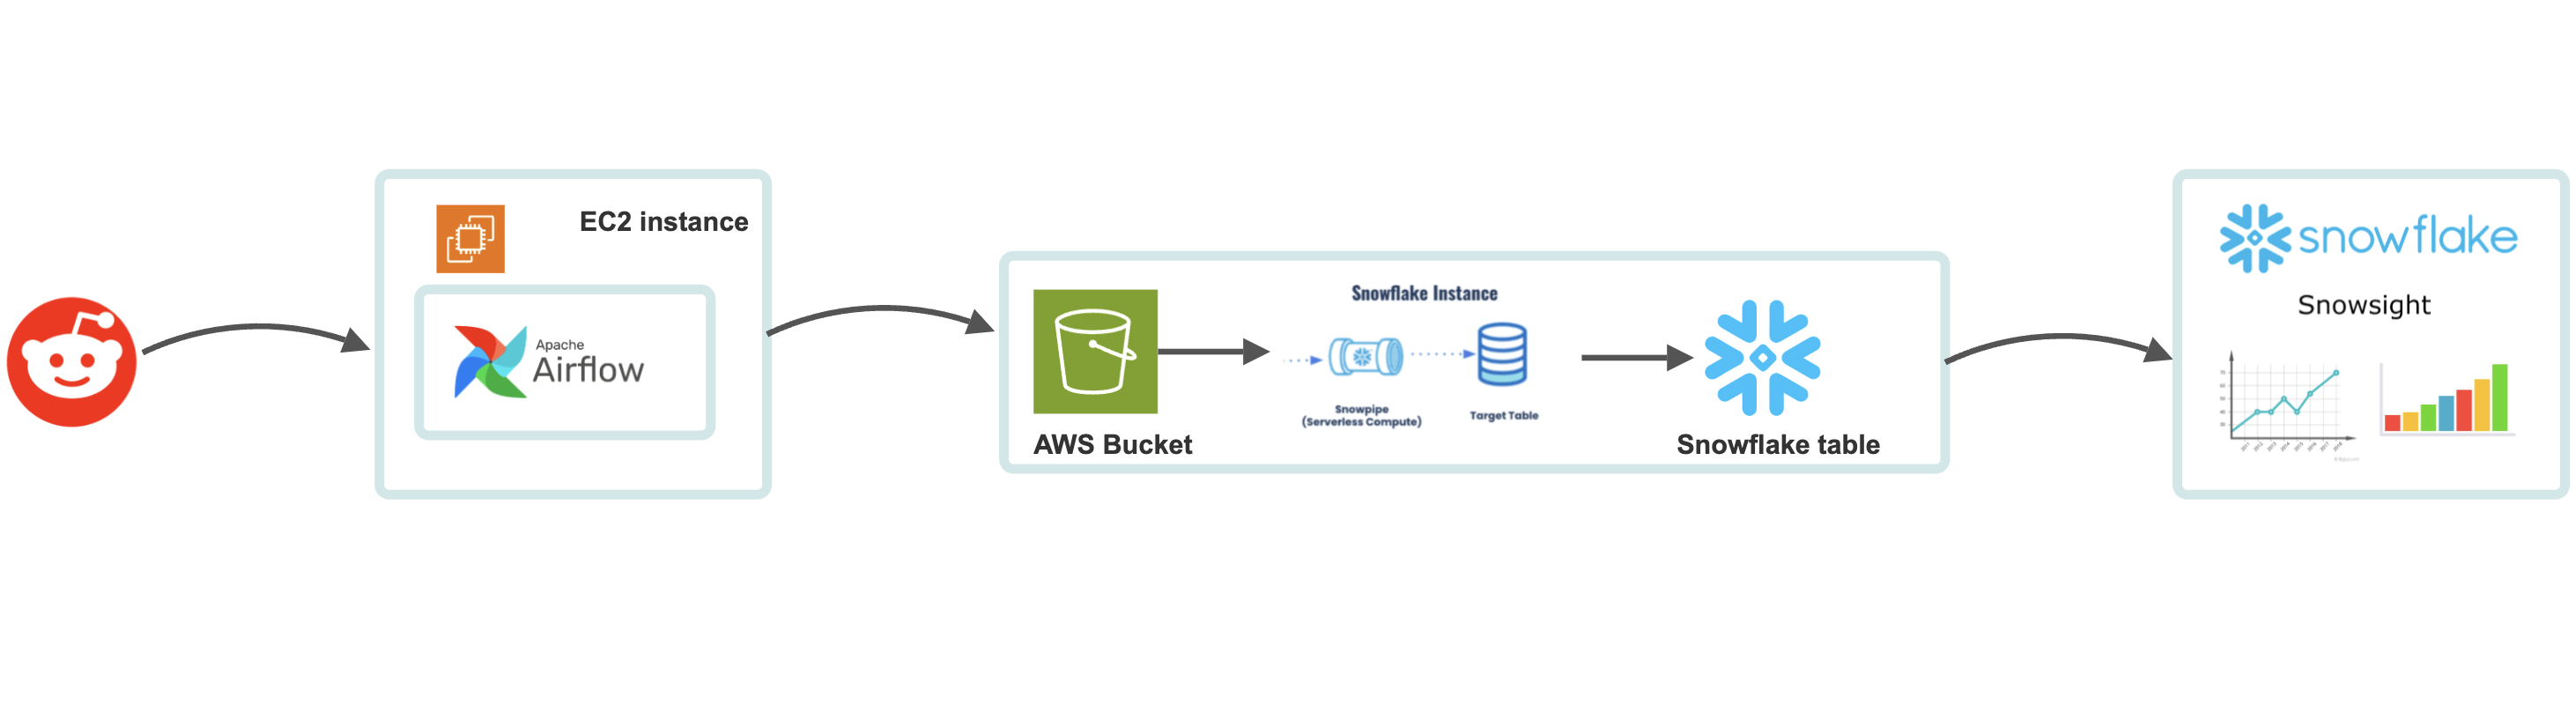 EC2 instance
Apache
Airflow
AWS Bucket
Snowflake Instance
Snowpipe
(Serverless Compute)
Target Table
Snowflake table
snowflake
Snowsight